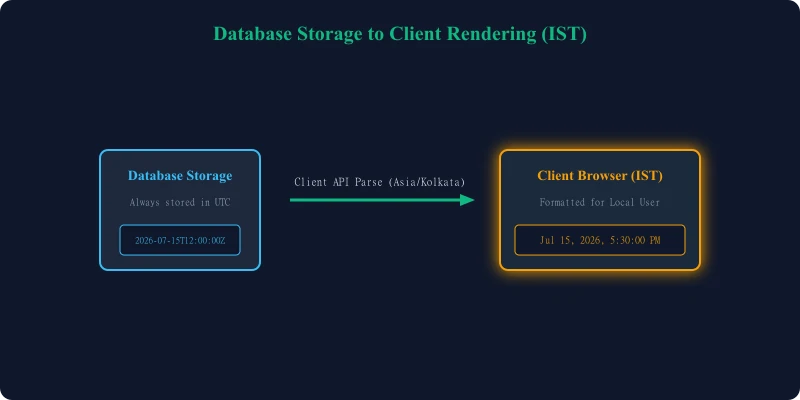 Database Storage to Client Rendering (IST)
Database Storage
Always stored in UTC
2026-07-15T12:00:00Z
Client API Parse (Asia/Kolkata)
Client Browser (IST)
Formatted for Local User
Jul 15, 2026, 5:30:00 PM